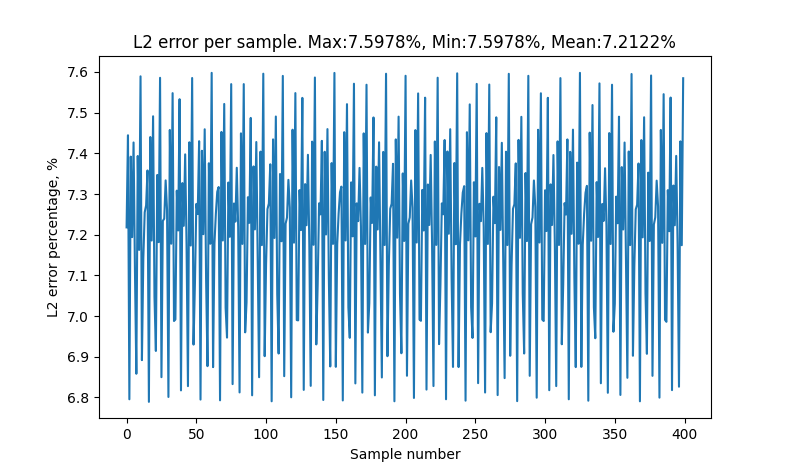 L2 error per sample. Max:7.5978%, Min:7.5978%, Mean:7.2122%
7.6
7.5
7.4
7.3
7.2
7.1
7.0
6.9
6.8
L2 error percentage, %
0 50 100 150 200 250 300 350 400
Sample number